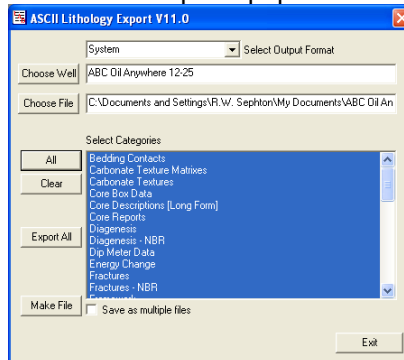 ASCII Lithology Export V11.0
System Select Output Format
Choose Well ABC Oil Anywhere 12-25
Choose File C:\Documents and Settings\R.W. Sephton\My Documents\ABC Oil An
Select Categories
All
Clear
Export All
Make File
Bedding Contacts
Carbonate Texture Matrixes
Carbonate Textures
Core Box Data
Core Descriptions [Long Form]
Core Reports
Diagenesis
Diagenesis - NBR
Dip Meter Data
Energy Change
Fractures
Fractures - NBR
Save as multiple files
Exit